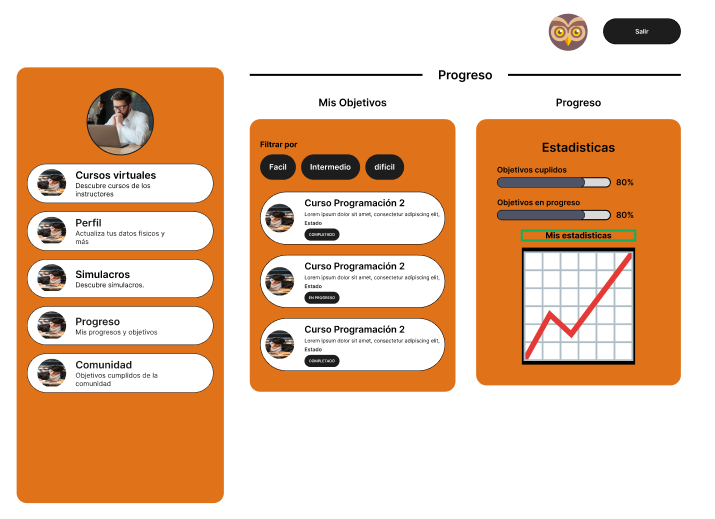 Salir
Cursos virtuales
Descubre cursos de los
instructores
Perfil
Actualiza tus datos fisicos y
más
Simulacros
Descubre simulacros.
Progreso
Mis progresos y objetivos
Comunidad
Objetivos cumplidos de la
comunidad
Progreso
Mis Objetivos
Filtrar por
Facil
Intermedio
dificil
Curso Programación 2
Lorem ipsum dolor sit amet, consectetur adipiscing elit,
Estado
COMPLETADO
Curso Programación 2
Lorem ipsum dolor sit amet, consectetur adipiscing elit,
Estado
EN PROGRESO
Curso Programación 2
Lorem ipsum dolor sit amet, consectetur adipiscing elit,
Estado
COMPLETADO
Progreso
Estadisticas
Objetivos cuplidos
80%
Objetivos en progreso
80%
Mis estadisticas